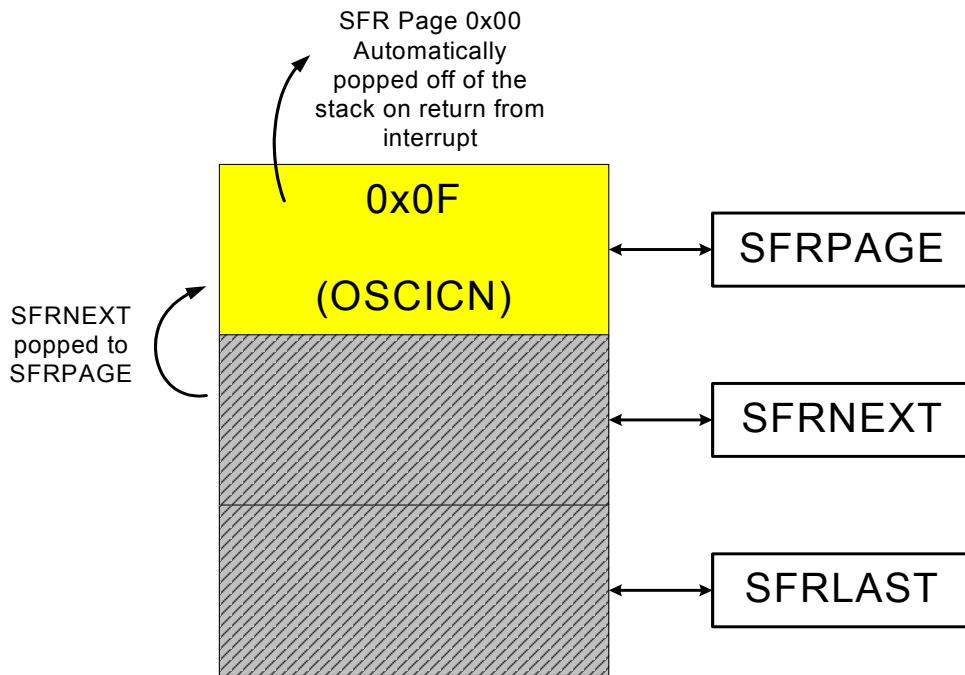 SFR Page 0x00
Automatically
popped off of the
stack on return from
interrupt
0x0F
(OSCICN)
SFRPAGE
SFRNEXT
popped to
SFRPAGE
SFRNEXT
SFRLAST